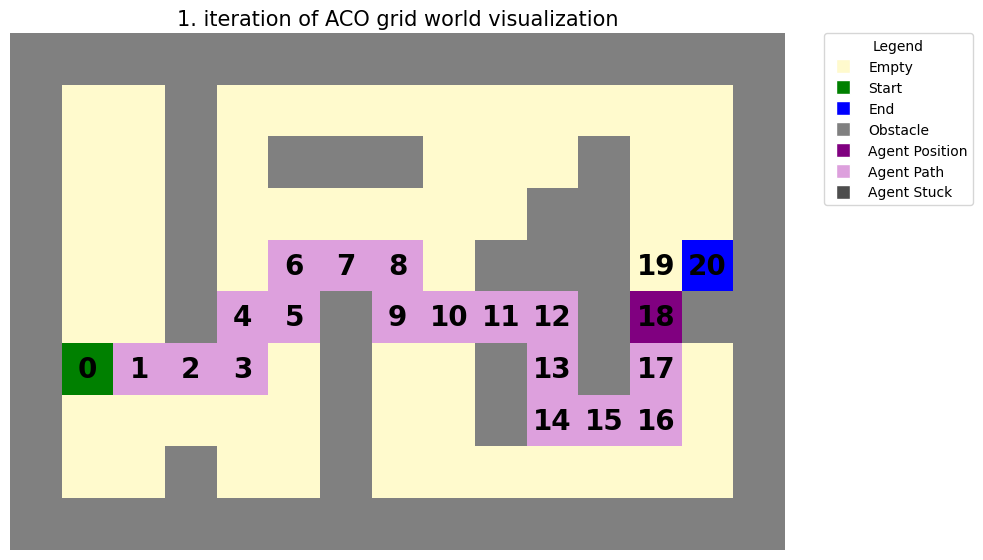 1. iteration of ACO grid world visualization
Legend
Empty
Start
End
Obstacle
Agent Position
Agent Path
Agent Stuck
6 7 8 19 20
4 5 9 10 11 12 18
0 1 2 3 13 17
14 15 16